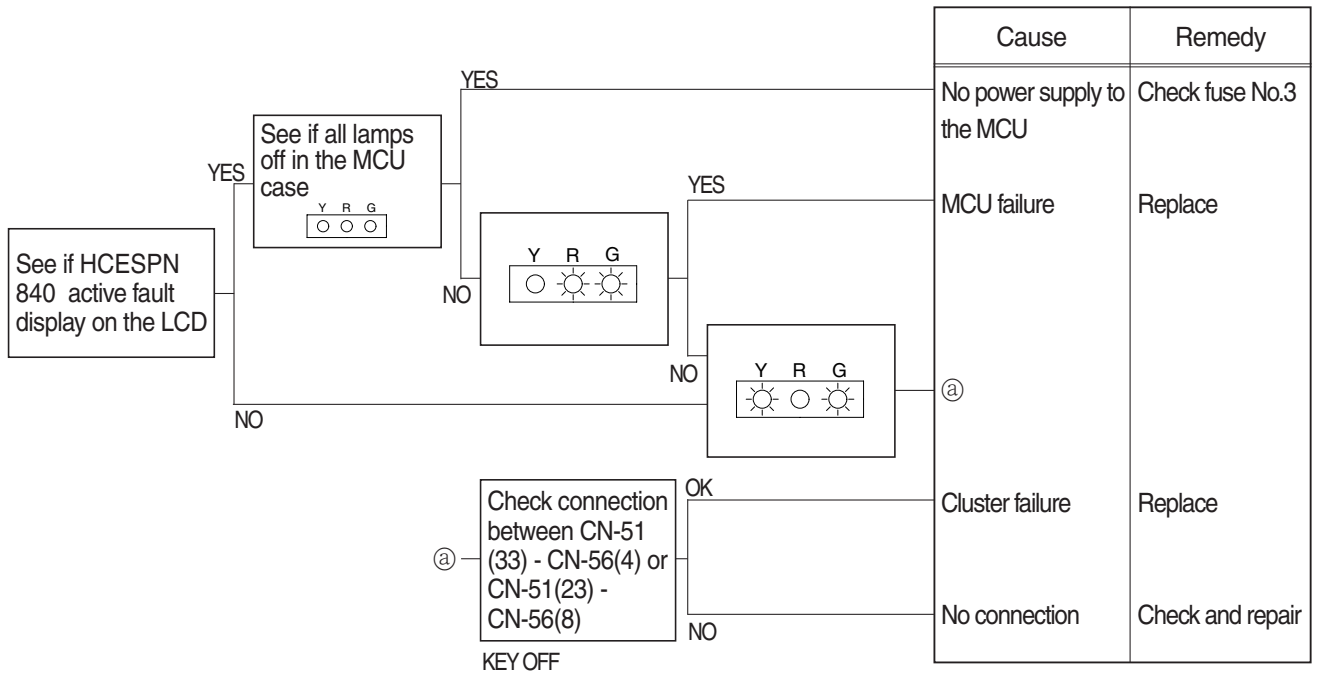 Cause Remedy
YES
No power supply to Check fuse No.3
the MCU
See if all lamps
off in the MCU
case
Y R G
YES
YES
MCU failure Replace
See if HCESPN
840 active fault
display on the LCD
Y R G
NO
NO
Y R G
ⓐ
NO
Check connection
between CN-51
(33) - CN-56(4) or
CN-51(23) -
CN-56(8)
ⓐ
OK
Cluster failure Replace
No connection Check and repair
NO
KEY OFF